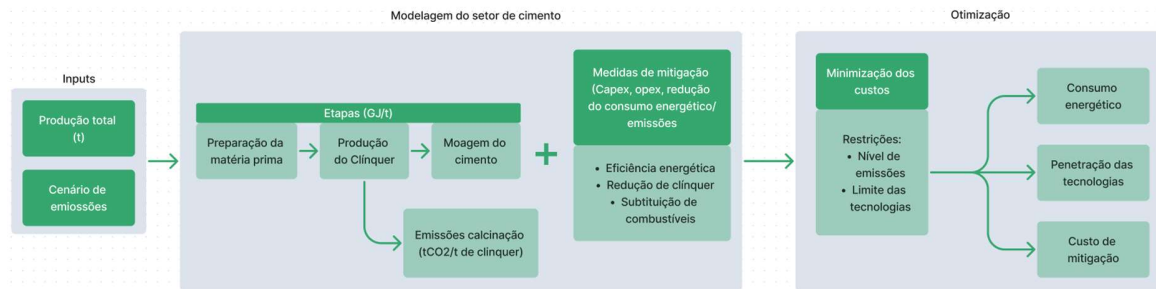 Modelagem do setor de cimento
Otimização
Inputs
Produção total
(t)
Cenário de
emiossões
Etapas (GJ/t)
Preparação da
matéria prima
Produção
do Clínquer
Moagem do
cimento
Emissões calcinação
(tCO2/t de clinquer)
+
Medidas de mitigação
(Capex, opex, redução
do consumo energético/
emissões
• Eficiência energética
• Redução de clínquer
• Subtituição de
combustíveis
Minimização dos
custos
Restrições:
• Nível de
emissões
• Limite das
tecnologias
Consumo
energético
Penetração das
tecnologias
Custo de
mitigação